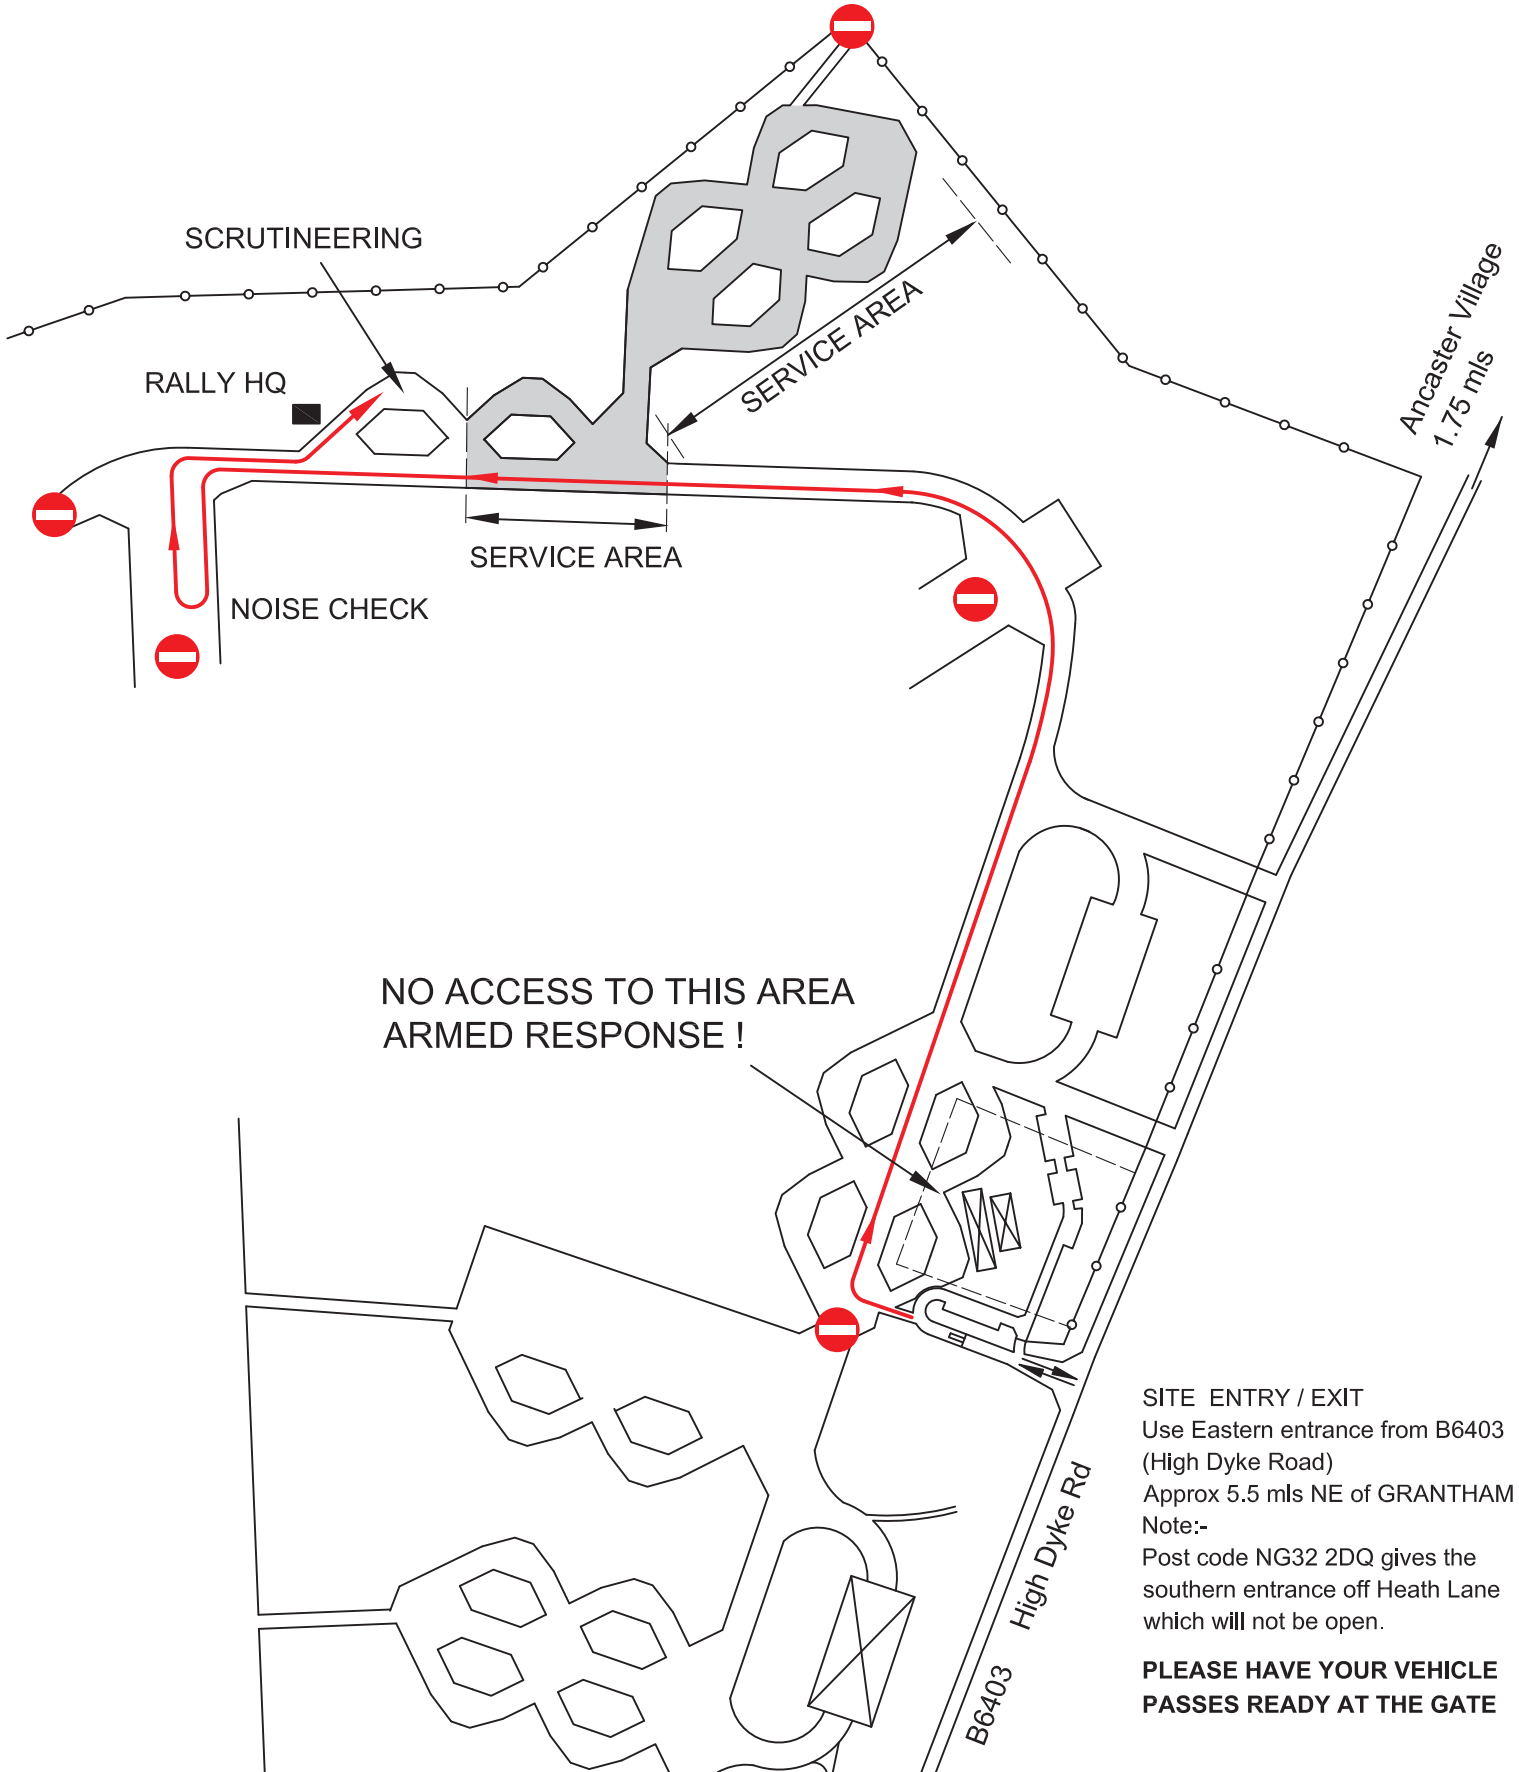 SCRUTINEERING
RALLY HQ
SERVICE AREA
Ancaster Village
1.75 mls
SERVICE AREA
NOISE CHECK
NO ACCESS TO THIS AREA
ARMED RESPONSE !
SITE ENTRY / EXIT
Use Eastern entrance from B6403
(High Dyke Road)
Approx 5.5 mls NE of GRANTHAM
Note:-
Post code NG32 2DQ gives the
southern entrance off Heath Lane
which will not be open.
PLEASE HAVE YOUR VEHICLE
PASSES READY AT THE GATE
B6403 High Dyke Rd